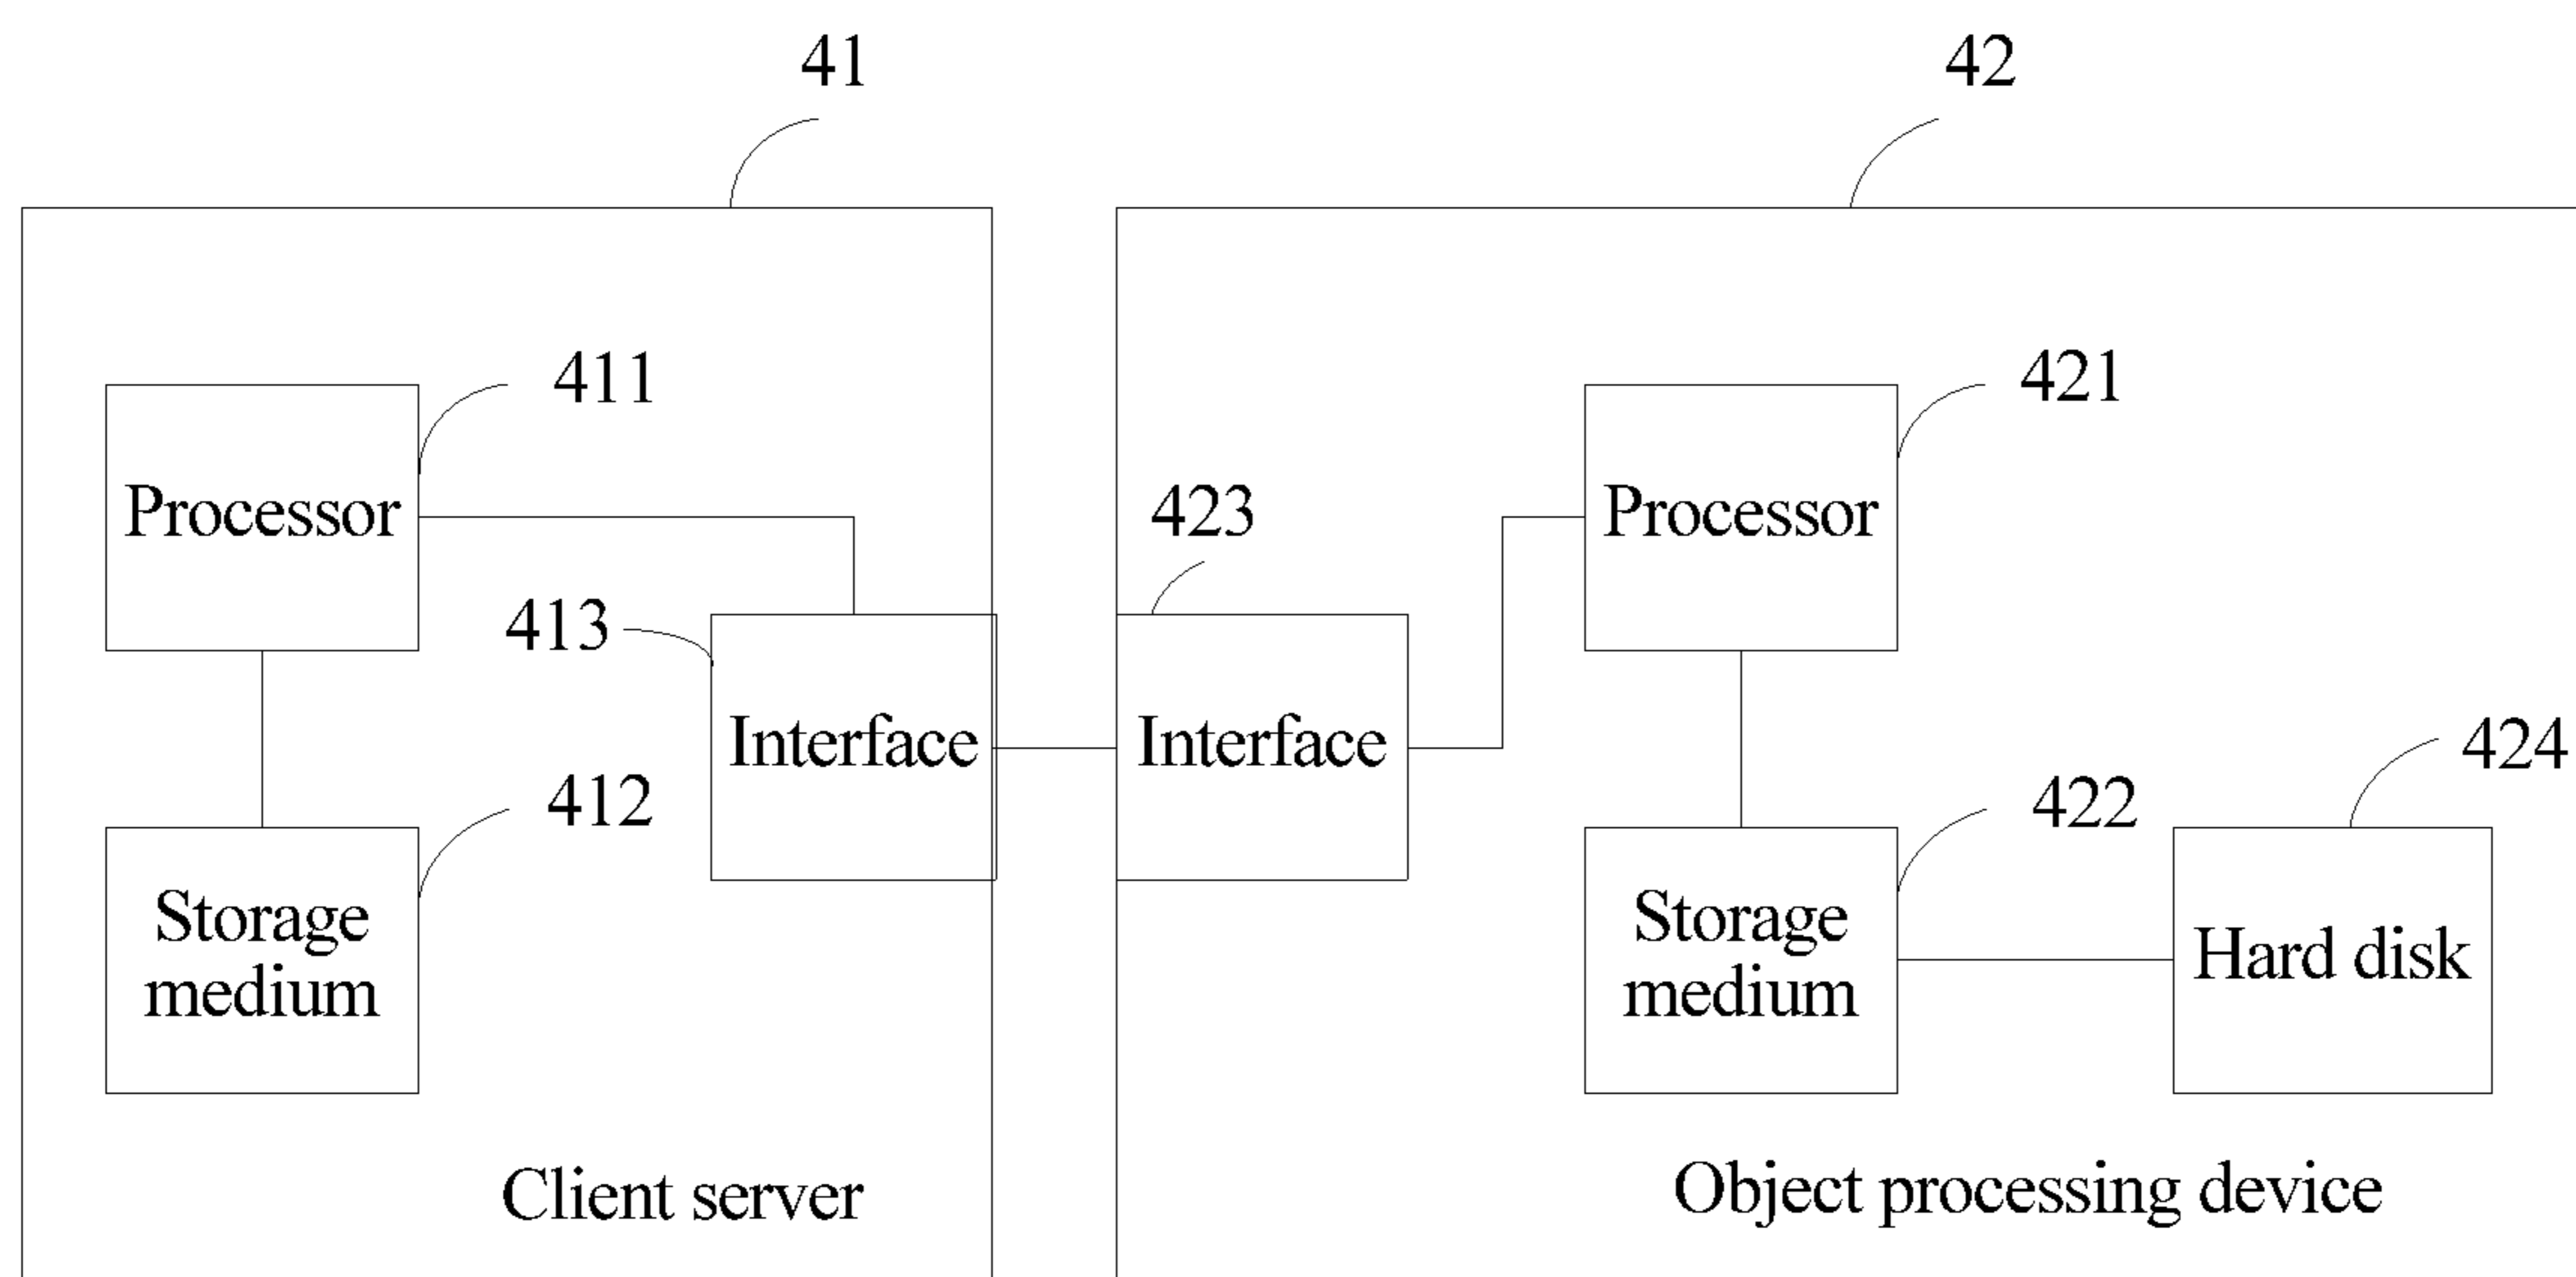 41
42
411
421
Processor
Processor
423
413
Interface
Interface
424
412
422
Storage
medium
Storage
medium
Hard disk
Client server
Object processing device